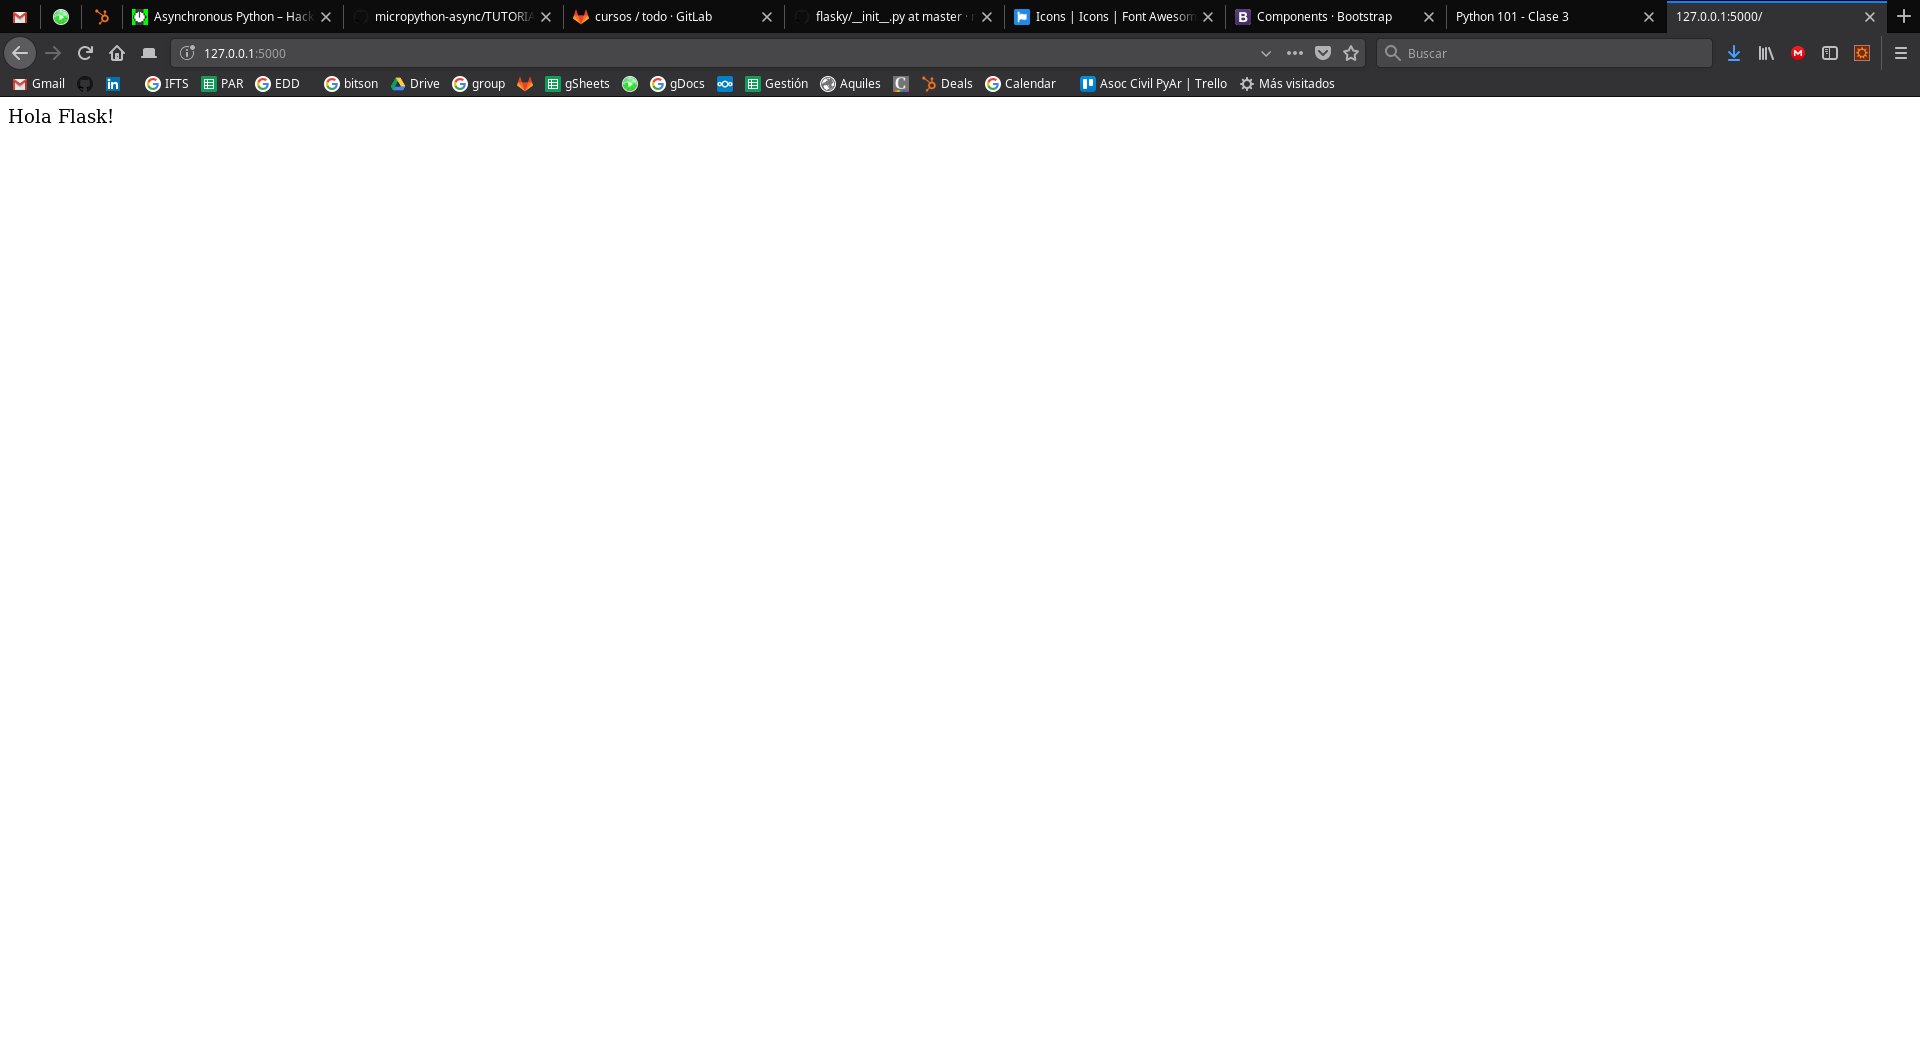 Asynchronous Python – Hack
micropython-async/TUTORIA
cursos / todo · GitLab
flasky/__init__.py at master ·
Icons | Icons | Font Awesom
Components · Bootstrap
Python 101 - Clase 3
127.0.0.1:5000/
127.0.0.1:5000
Buscar
Gmail
in
IFTS
PAR
EDD
bitson
Drive
group
gSheets
gDocs
Gestión
Aquiles
C
Deals
Calendar
Asoc Civil PyAr | Trello
Más visitados
Hola Flask!